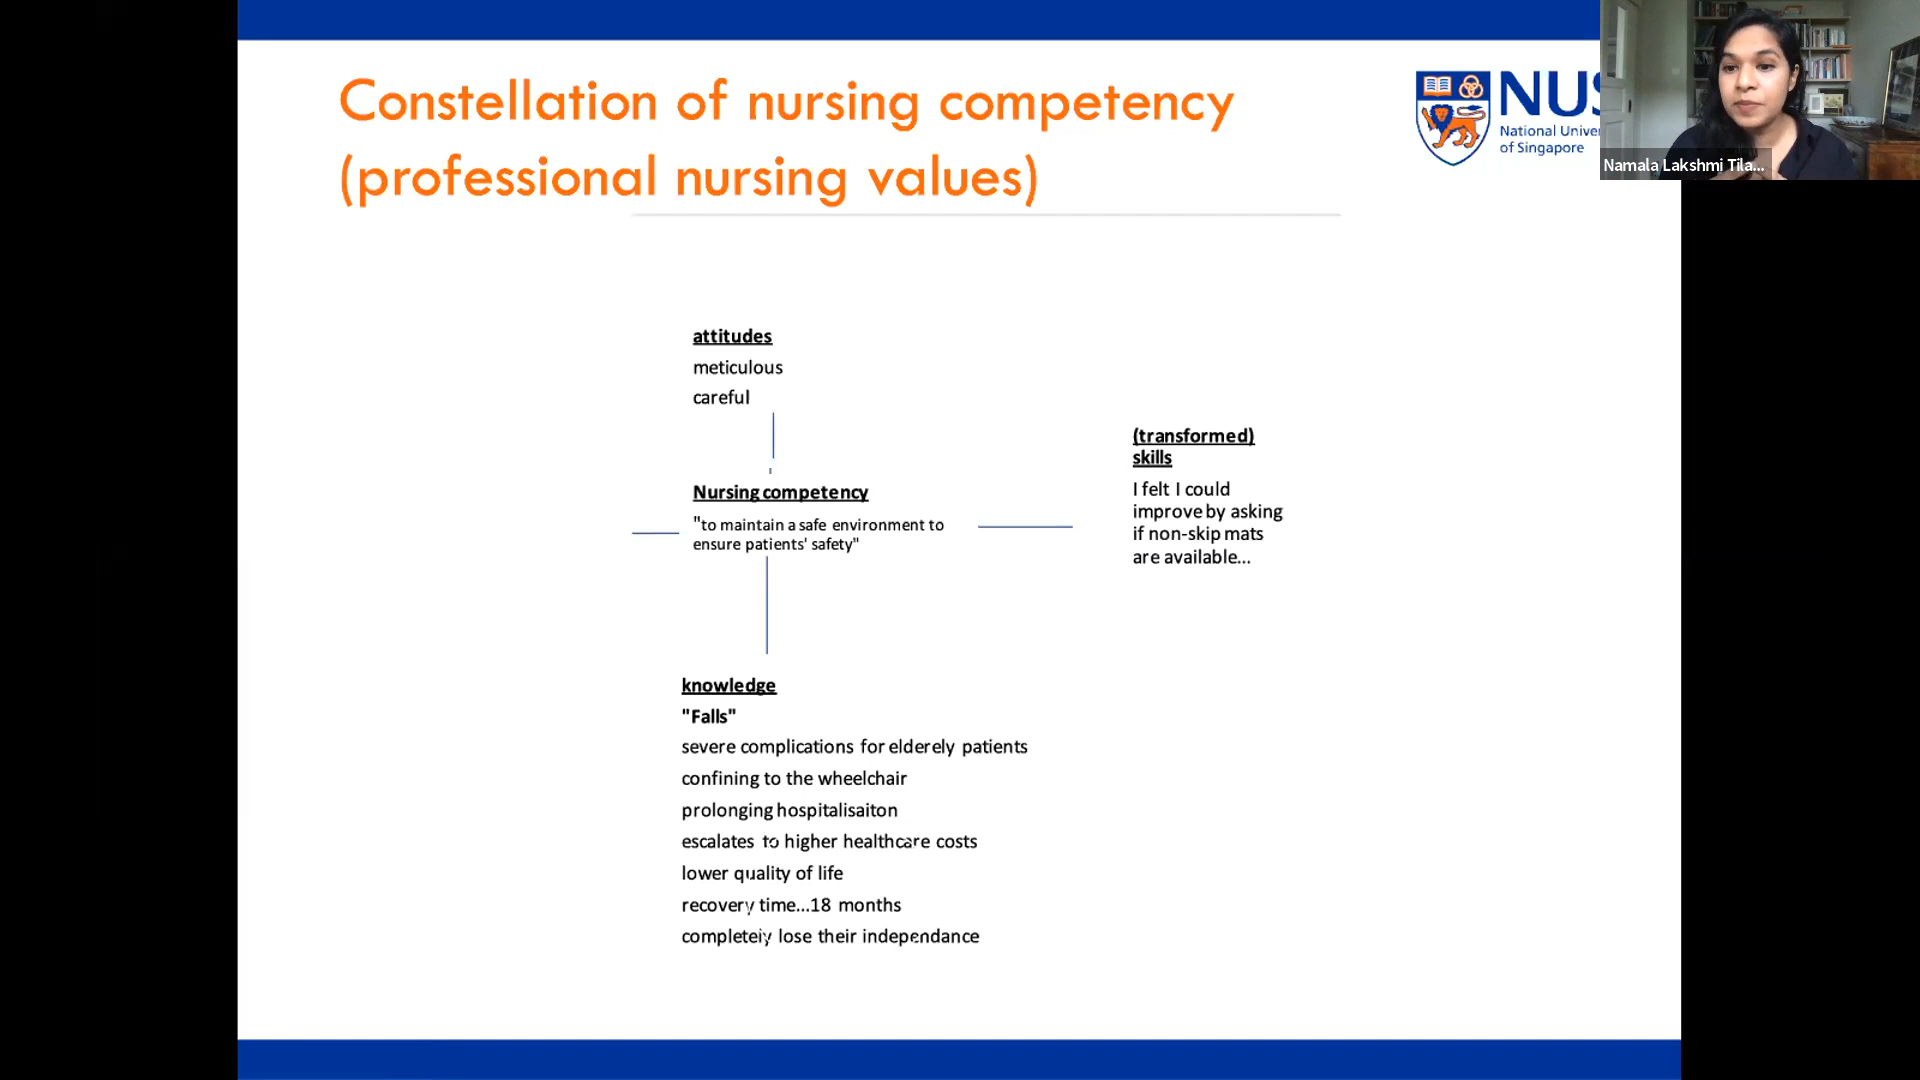 Constellation of nursing competency
(professional nursing values)
NUS
National Univer
of Singapore
Namala Lakshmi Tila...
attitudes
meticulous
careful
(transformed)
skills
I felt I could
improve by asking
if non-skip mats
are available...
Nursing competency
"to maintain a safe environment to
ensure patients' safety"
knowledge
"Falls"
severe complications for elderely patients
confining to the wheelchair
prolonging hospitalisaiton
escalates to higher healthcare costs
lower quality of life
recovery time...18 months
completely lose their independance